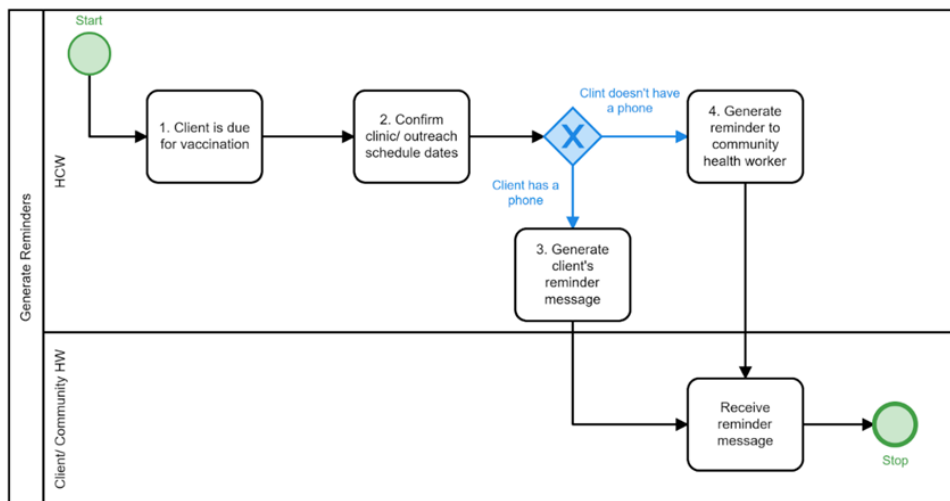 Start
Generate Reminders
HCW
1. Client is due
for vaccination
2. Confirm
clinic/ outreach
schedule dates
X
Clint doesn't have
a phone
4. Generate
reminder to
community
health worker
Client has a
phone
3. Generate
client's
reminder
message
Client/ Community HW
Receive
reminder
message
Stop